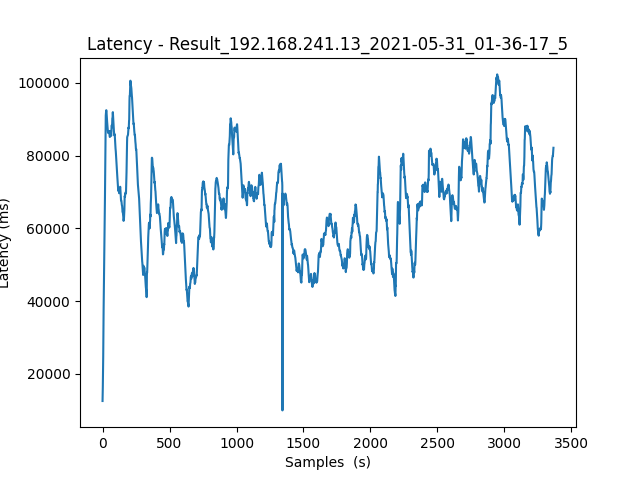 Latency - Result_192.168.241.13_2021-05-31_01-36-17_5
100000
80000
60000
40000
20000
Latency (ms)
0 500 1000 1500 2000 2500 3000 3500
Samples  (s)